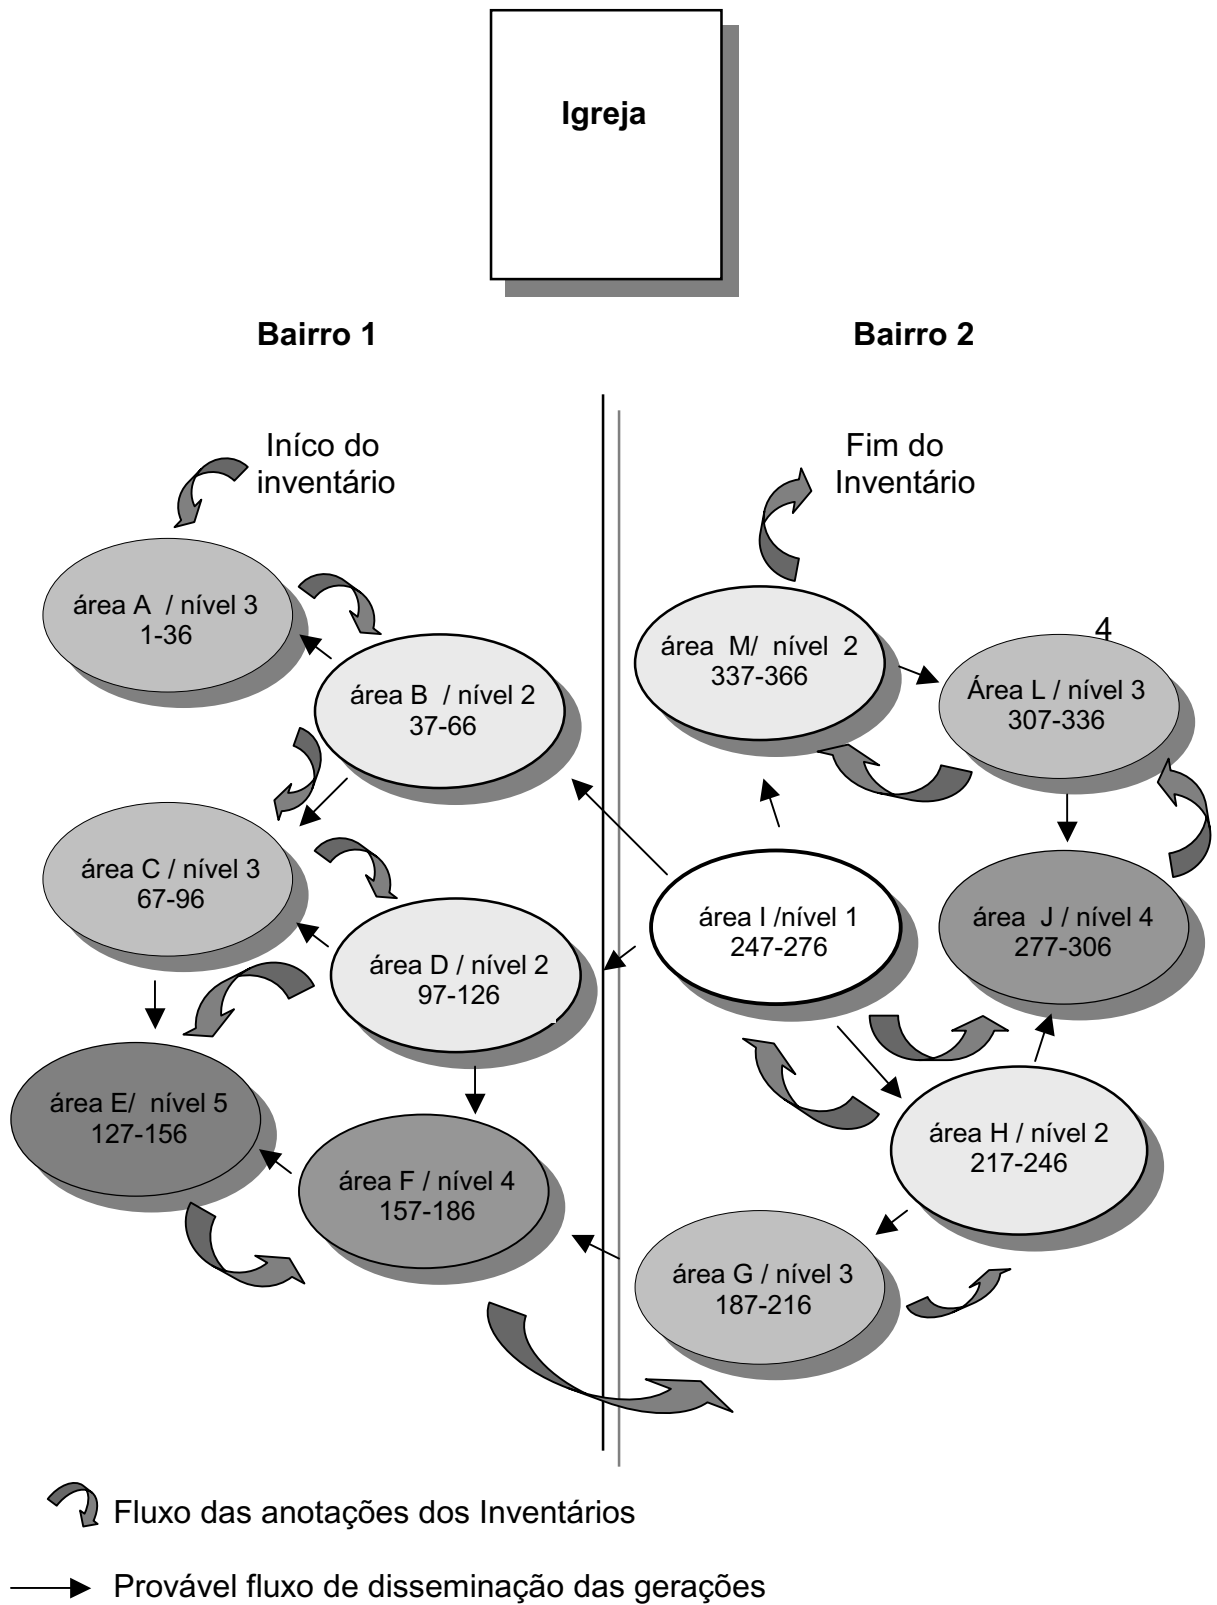 Igreja
Bairro 1
Bairro 2
Iníco do
inventário
Fim do
Inventário
área A / nível 3
1-36
área B / nível 2
37-66
área M/ nível 2
337-366
4
Área L / nível 3
307-336
área C / nível 3
67-96
área D / nível 2
97-126
área I /nível 1
247-276
área J / nível 4
277-306
área E/ nível 5
127-156
área F / nível 4
157-186
área H / nível 2
217-246
área G / nível 3
187-216
Fluxo das anotações dos Inventários
Provável fluxo de disseminação das gerações